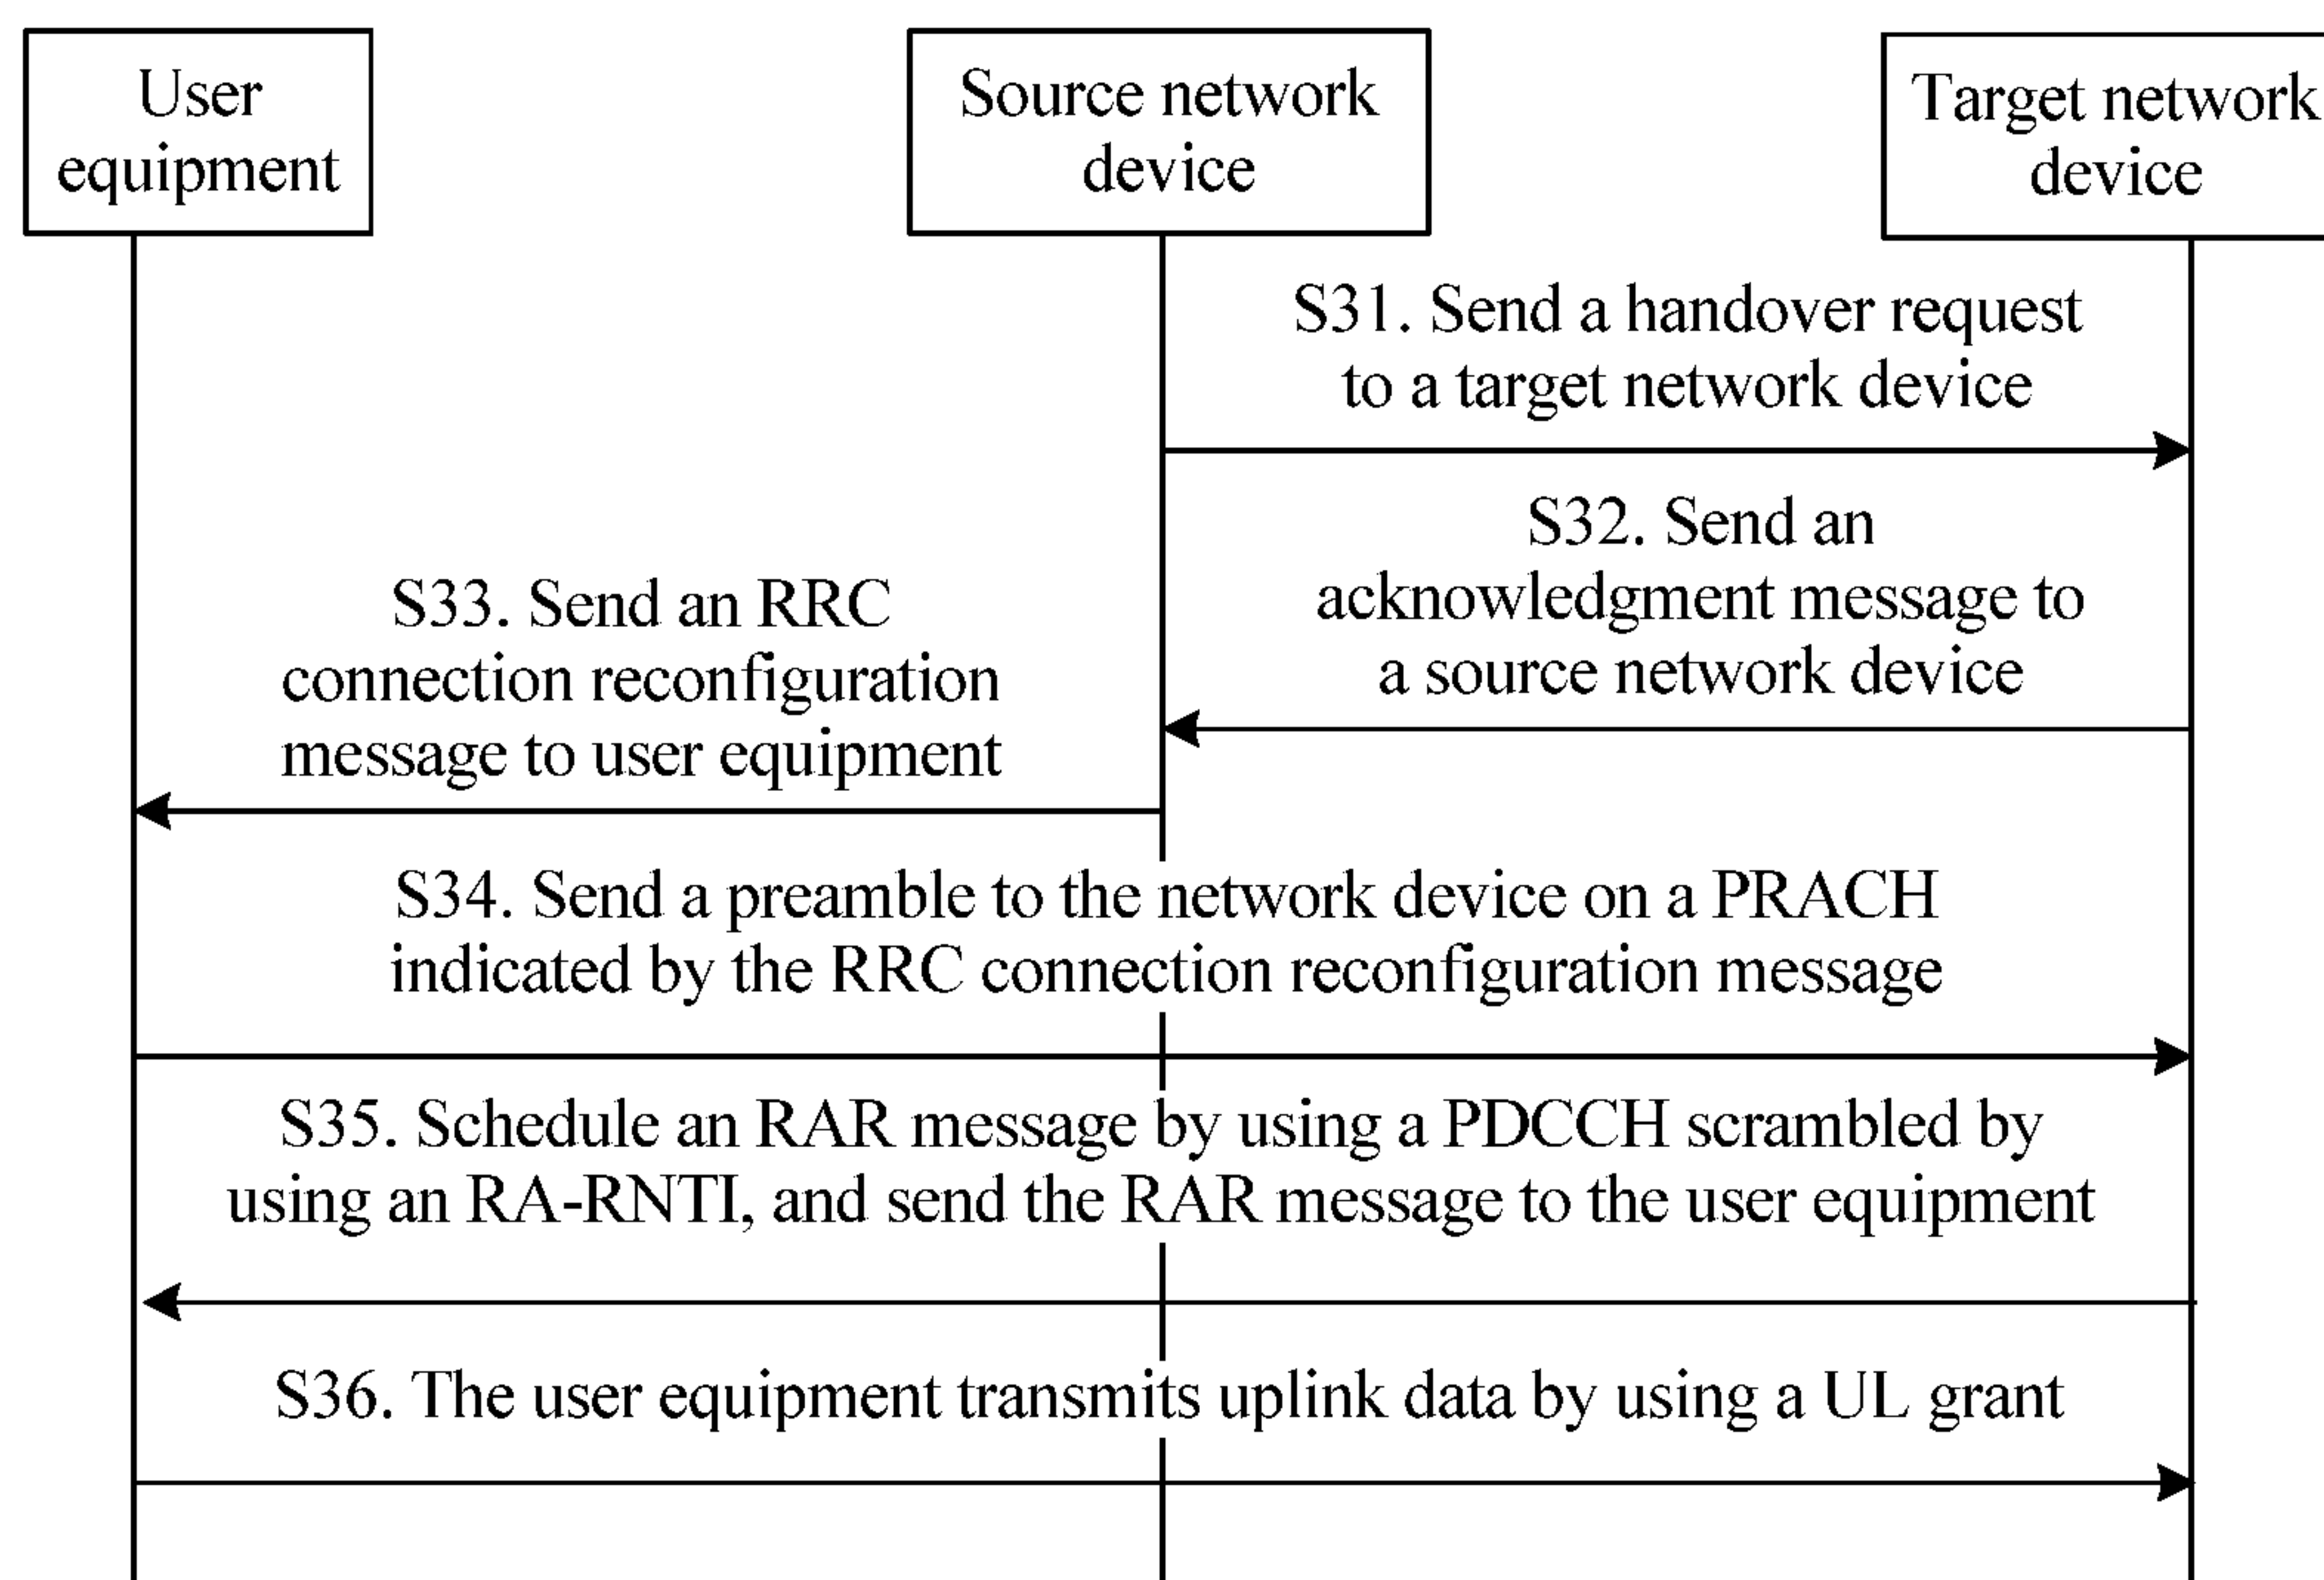 User
equipment
Source network
device
Target network
device
S31. Send a handover request
to a target network device
S32. Send an
acknowledgment message to
a source network device
S33. Send an RRC
connection reconfiguration
message to user equipment
S34. Send a preamble to the network device on a PRACH
indicated by the RRC connection reconfiguration message
S35. Schedule an RAR message by using a PDCCH scrambled by
using an RA-RNTI, and send the RAR message to the user equipment
S36. The user equipment transmits uplink data by using a UL grant